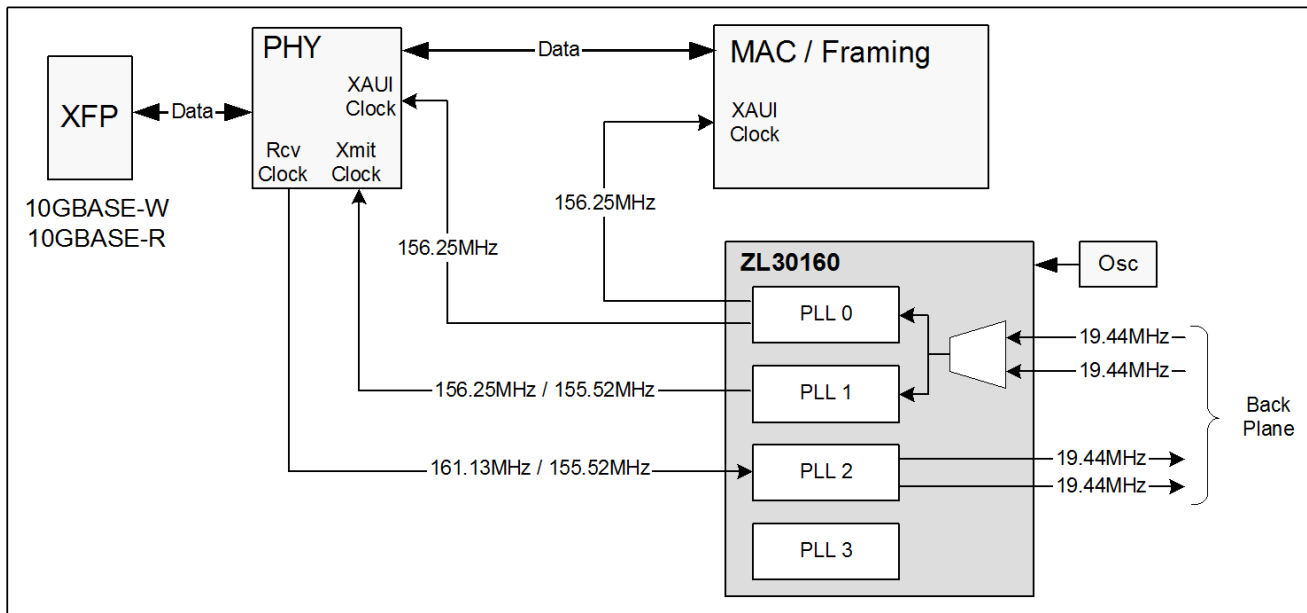 PHY
XAUI
Clock
Rcv
Clock
Xmit
Clock
XFP
Data
Data
MAC / Framing
XAUI
Clock
10GBASE-W
10GBASE-R
156.25MHz
156.25MHz
ZL30160
Osc
PLL 0
19.44MHz
19.44MHz
156.25MHz / 155.52MHz
PLL 1
Back
Plane
161.13MHz / 155.52MHz
PLL 2
19.44MHz
19.44MHz
PLL 3